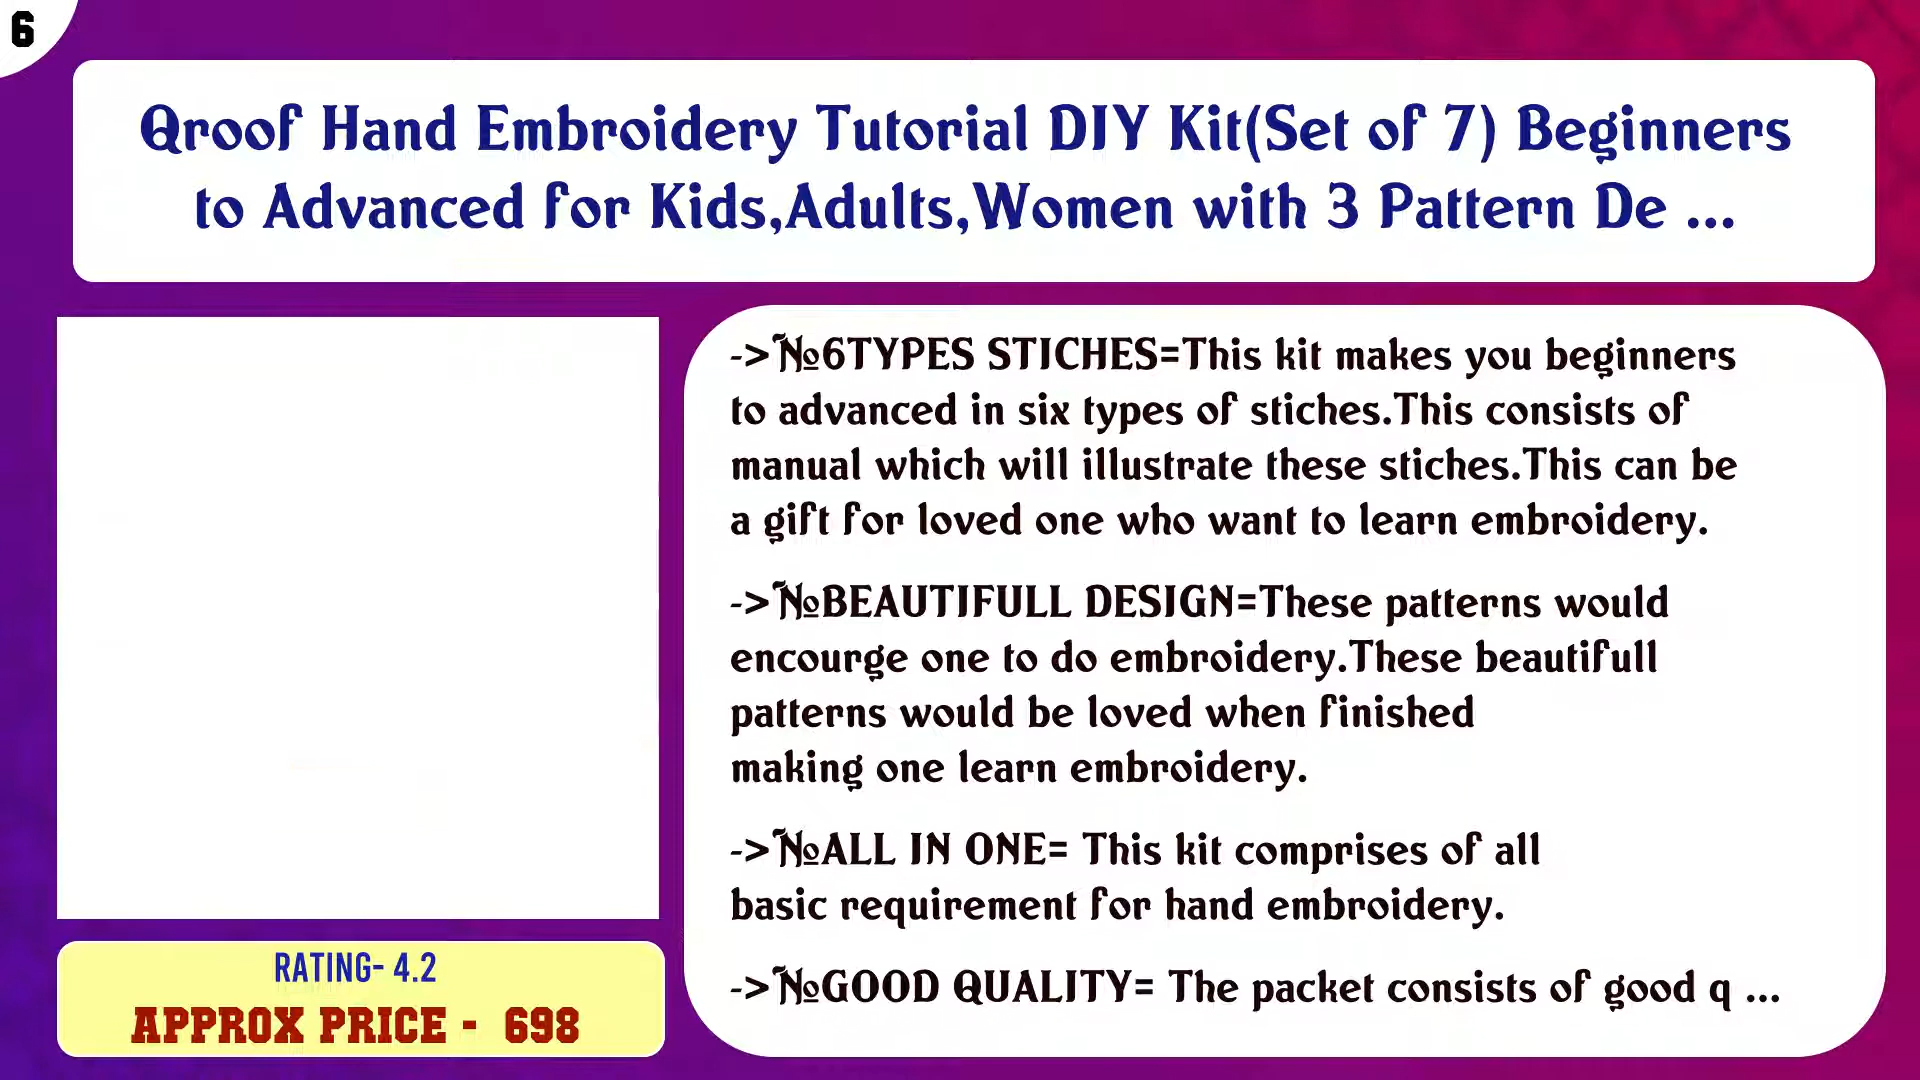 6
Qroof Hand Embroidery Tutorial DIY Kit(Set of 7) Beginners
to Advanced for Kids,Adults,Women with 3 Pattern De ...
->№6TYPES STICHES=This kit makes you beginners
to advanced in six types of stiches.This consists of
manual which will illustrate these stiches.This can be
a gift for loved one who want to learn embroidery.
->№BEAUTIFULL DESIGN=These patterns would
encourge one to do embroidery.These beautifull
patterns would be loved when finished
making one learn embroidery.
->№ALL IN ONE= This kit comprises of all
basic requirement for hand embroidery.
->№GOOD QUALITY= The packet consists of good q ...
RATING- 4.2
APPROX PRICE - 698